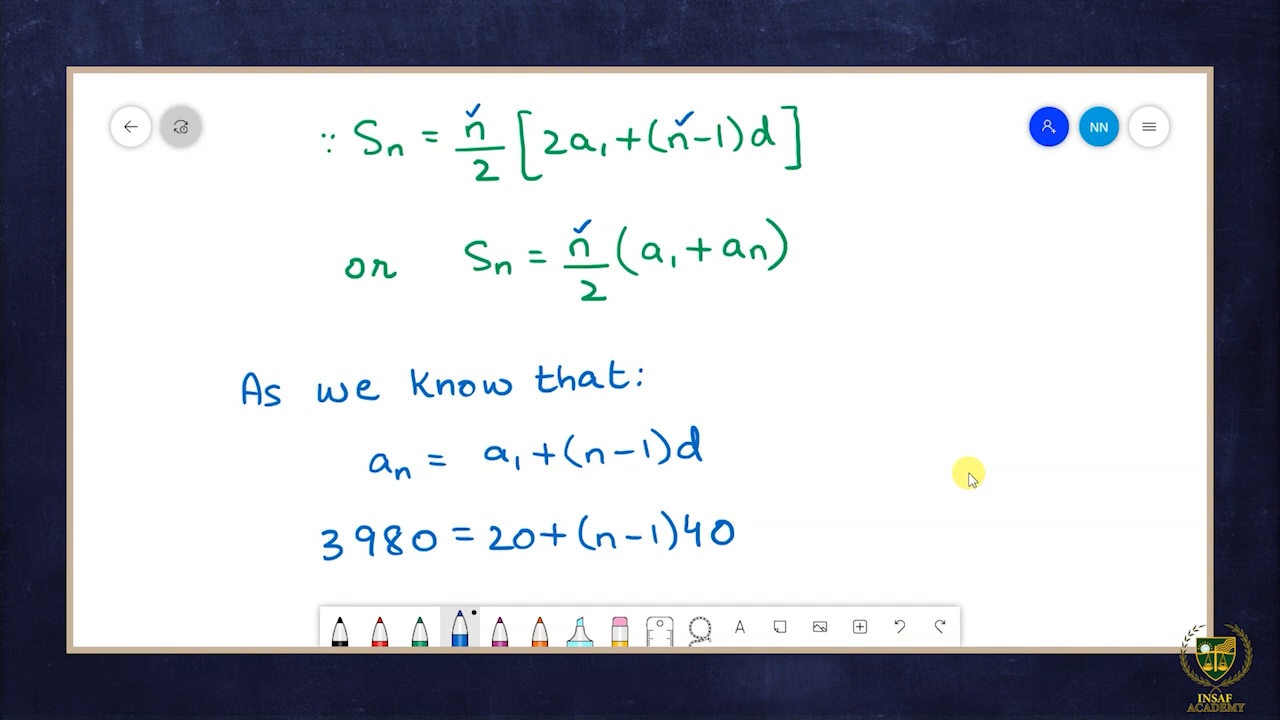 ∵ Sn = n/2 [2a₁+(n-1)d]
NN
or Sn = n/2 (a₁+an)
As we know that:
an = a₁+(n-1)d
3980 = 20+(n-1)40
A
INSAF
ACADEMY